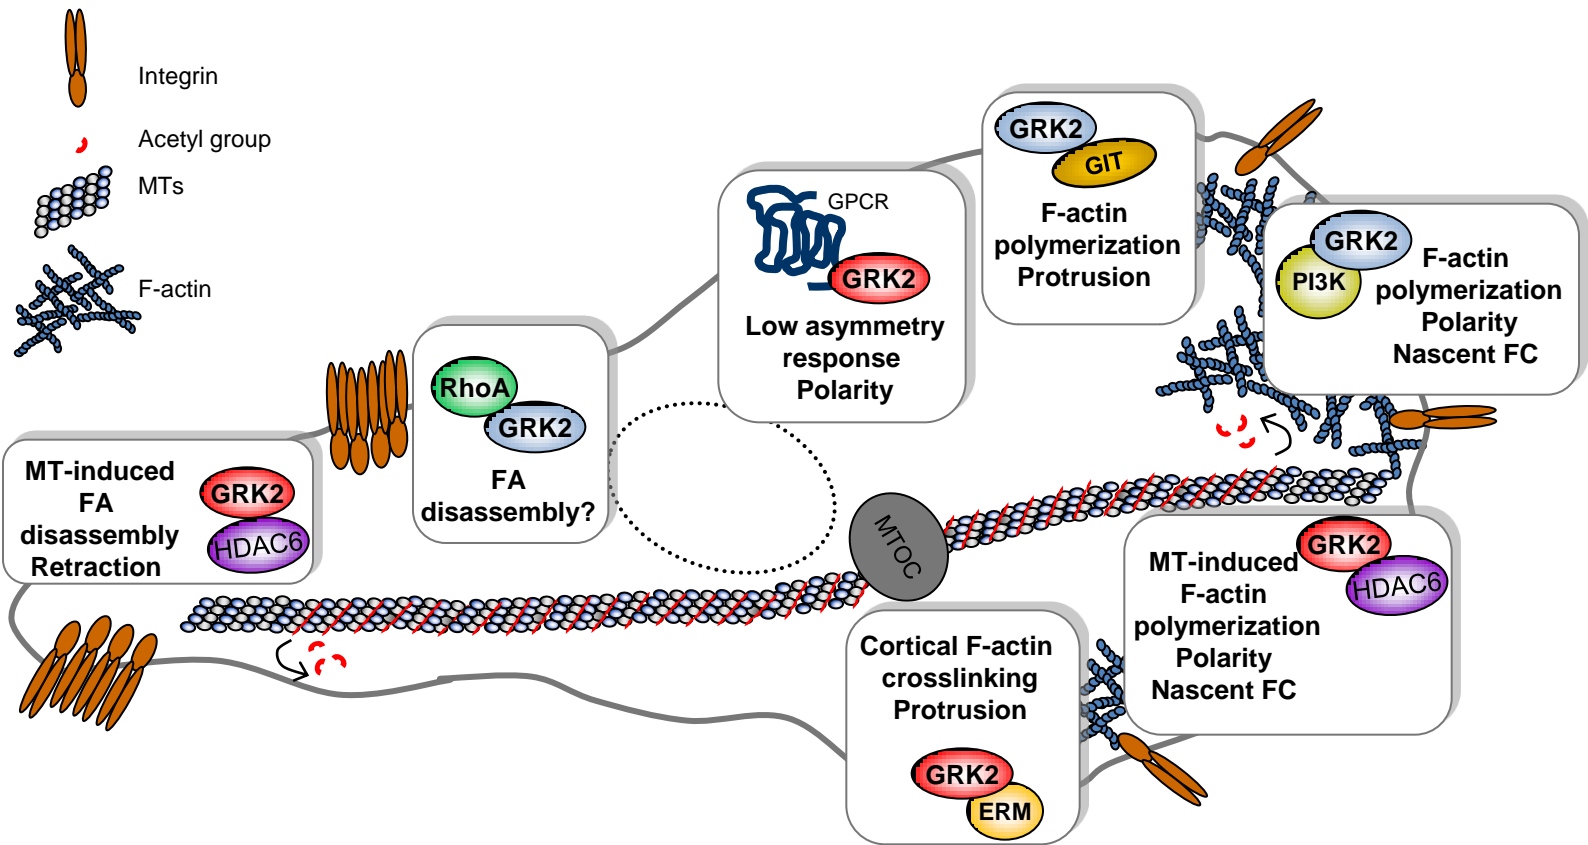 Integrin
Acetyl group
MTs
F-actin
GRK2
GIT
F-actin
polymerization
Protrusion
GPCR
GRK2
Low asymmetry
response
Polarity
GRK2
PI3K
F-actin
polymerization
Polarity
Nascent FC
RhoA
GRK2
FA
disassembly?
MT-induced
FA
disassembly
Retraction
GRK2
HDAC6
MTOC
GRK2
HDAC6
MT-induced
F-actin
polymerization
Polarity
Nascent FC
Cortical F-actin
crosslinking
Protrusion
GRK2
ERM